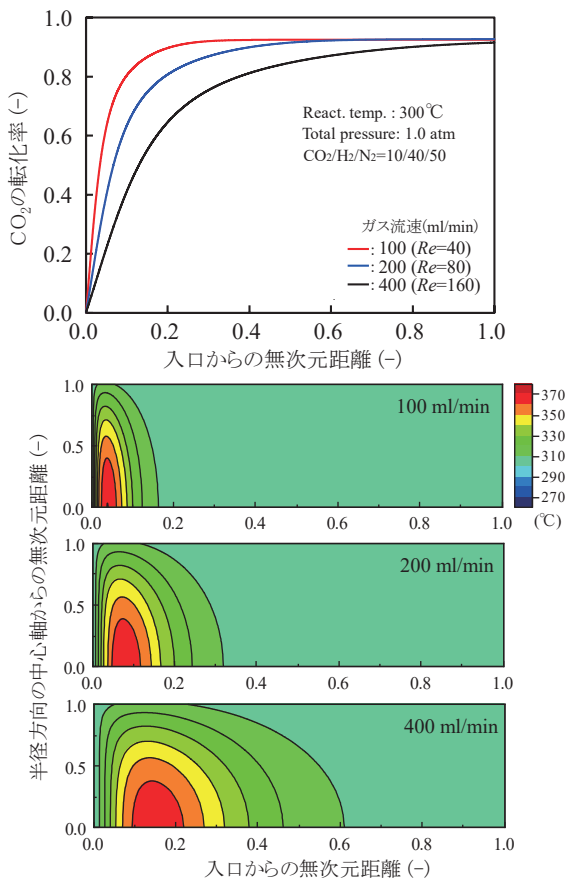 1.0
0.8
0.6
0.4
0.2
0.0
CO2の転化率 (-)
React. temp. : 300℃
Total pressure: 1.0 atm
CO2/H2/N2=10/40/50
ガス流速(ml/min)
: 100 (Re=40)
: 200 (Re=80)
: 400 (Re=160)
0.0 0.2 0.4 0.6 0.8 1.0
入口からの無次元距離 (-)
半径方向の中心軸からの無次元距離 (-)
1.0
0.5
0.0
100 ml/min
0.0 0.2 0.4 0.6 0.8 1.0
370
350
330
310
290
270
(℃)
1.0
0.5
0.0
200 ml/min
0.0 0.2 0.4 0.6 0.8 1.0
1.0
0.5
0.0
400 ml/min
0.0 0.2 0.4 0.6 0.8 1.0
入口からの無次元距離 (-)